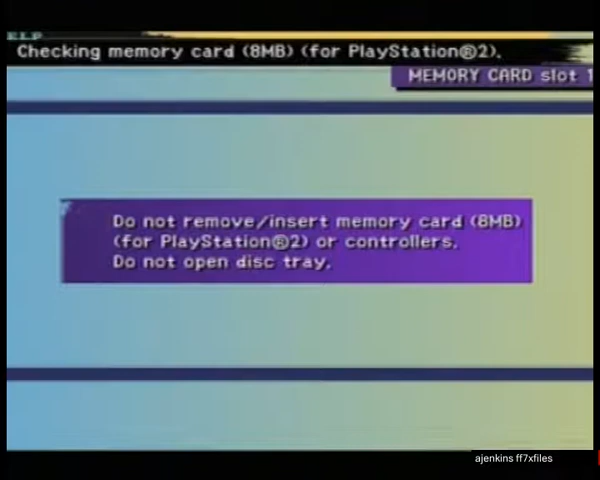 ELP
Checking memory card (8MB) (for PlayStation®2).
MEMORY CARD slot 1
Do not remove/insert memory card (8MB)
(for PlayStation®2) or controllers.
Do not open disc tray.
ajenkins ff7xfiles